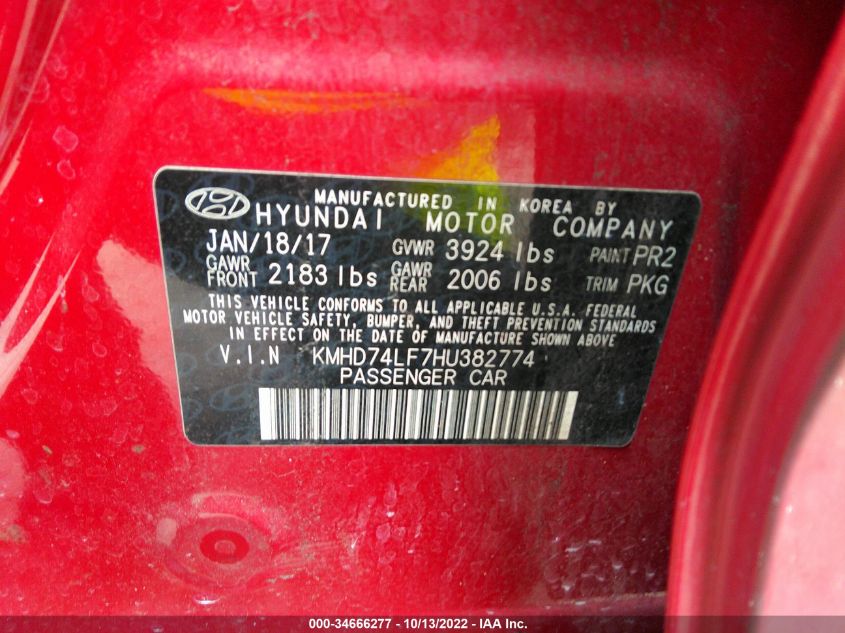 MANUFACTURED IN KOREA BY
HYUNDAI MOTOR COMPANY
JAN/18/17 GVWR 3924 lbs PAINT PR2
GAWR FRONT 2183 lbs GAWR REAR 2006 lbs TRIM PKG
THIS VEHICLE CONFORMS TO ALL APPLICABLE U.S.A. FEDERAL
MOTOR VEHICLE SAFETY, BUMPER, AND THEFT PREVENTION STANDARDS
IN EFFECT ON THE DATE OF MANUFACTURE SHOWN ABOVE
V.I.N KMHD74LF7HU382774
PASSENGER CAR
000-34666277 - 10/13/2022 - IAA Inc.